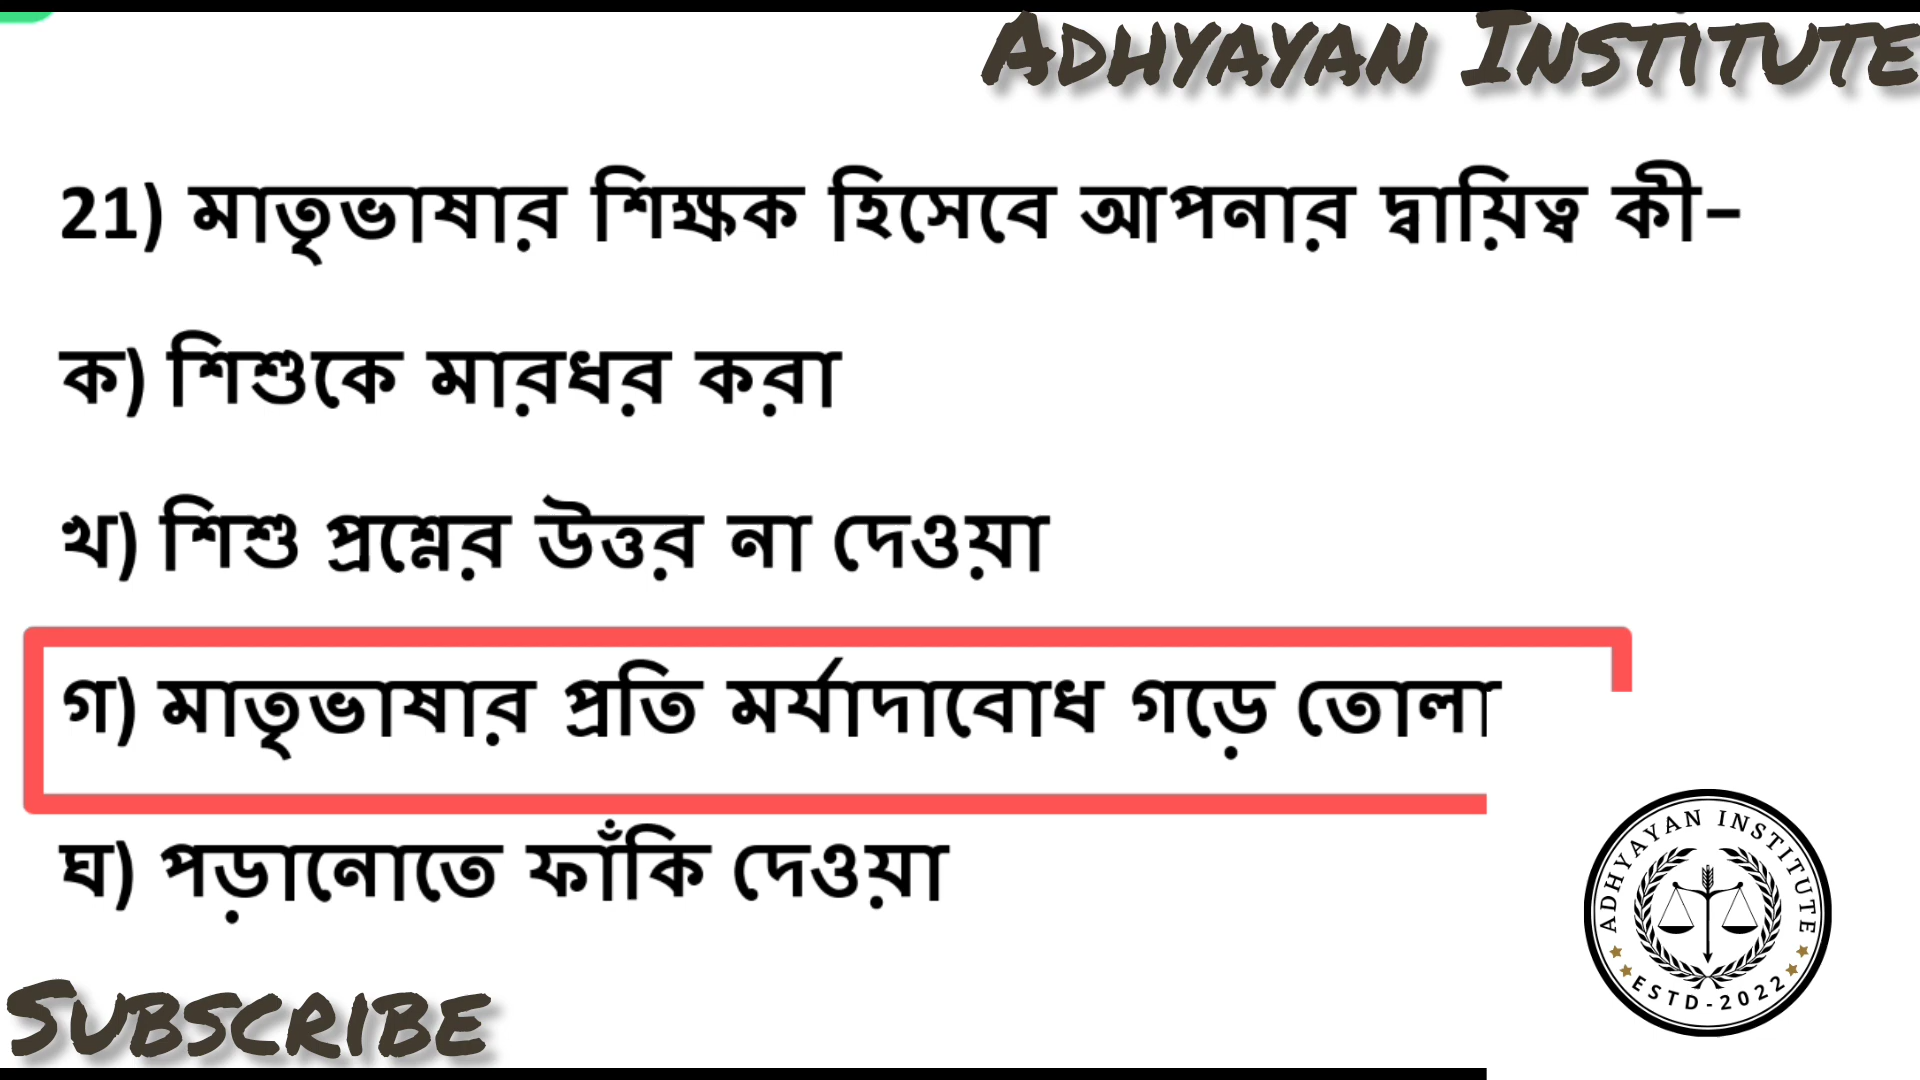 ADHYAYAN INSTITUTE
21) মাতৃভাষার শিক্ষক হিসেবে আপনার দ্বায়িত্ব কী–
ক) শিশুকে মারধর করা
খ) শিশু প্রশ্নের উত্তর না দেওয়া
গ) মাতৃভাষার প্রতি মর্যাদাবোধ গড়ে তোলা
ঘ) পড়ানোতে ফাঁকি দেওয়া
ADHYAYAN INSTITUTE
ESTD-2022
SUBSCRIBE